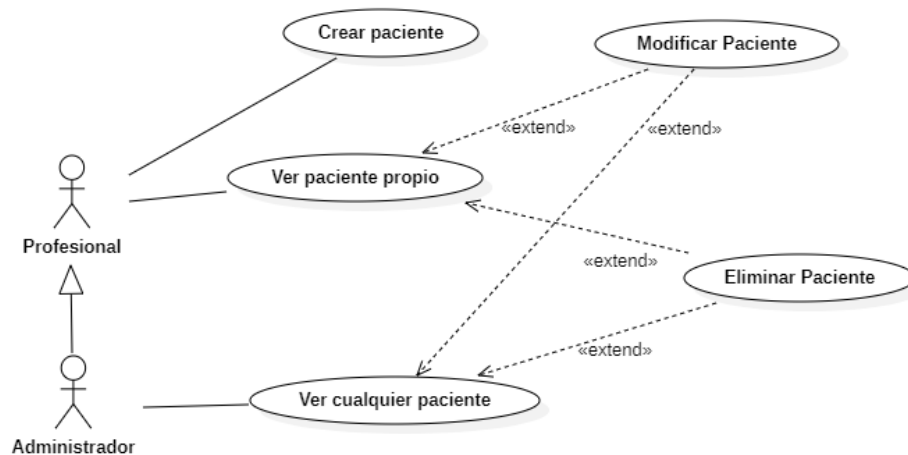 Crear paciente
Modificar Paciente
«extend»
«extend»
Ver paciente propio
Profesional
«extend»
Eliminar Paciente
«extend»
Ver cualquier paciente
Administrador